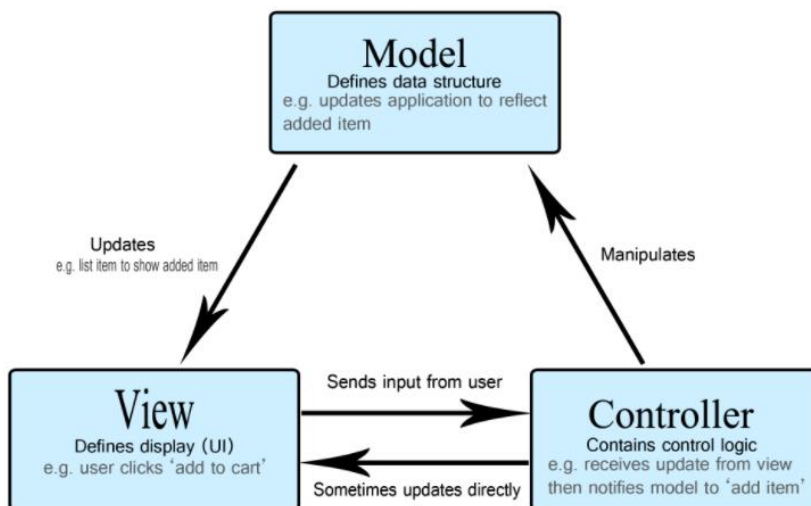 Model
Defines data structure
e.g. updates application to reflect
added item
Updates
e.g. list item to show added item
Manipulates
View
Defines display (UI)
e.g. user clicks ‘add to cart’
Sends input from user
Sometimes updates directly
Controller
Contains control logic
e.g. receives update from view
then notifies model to ‘add item’